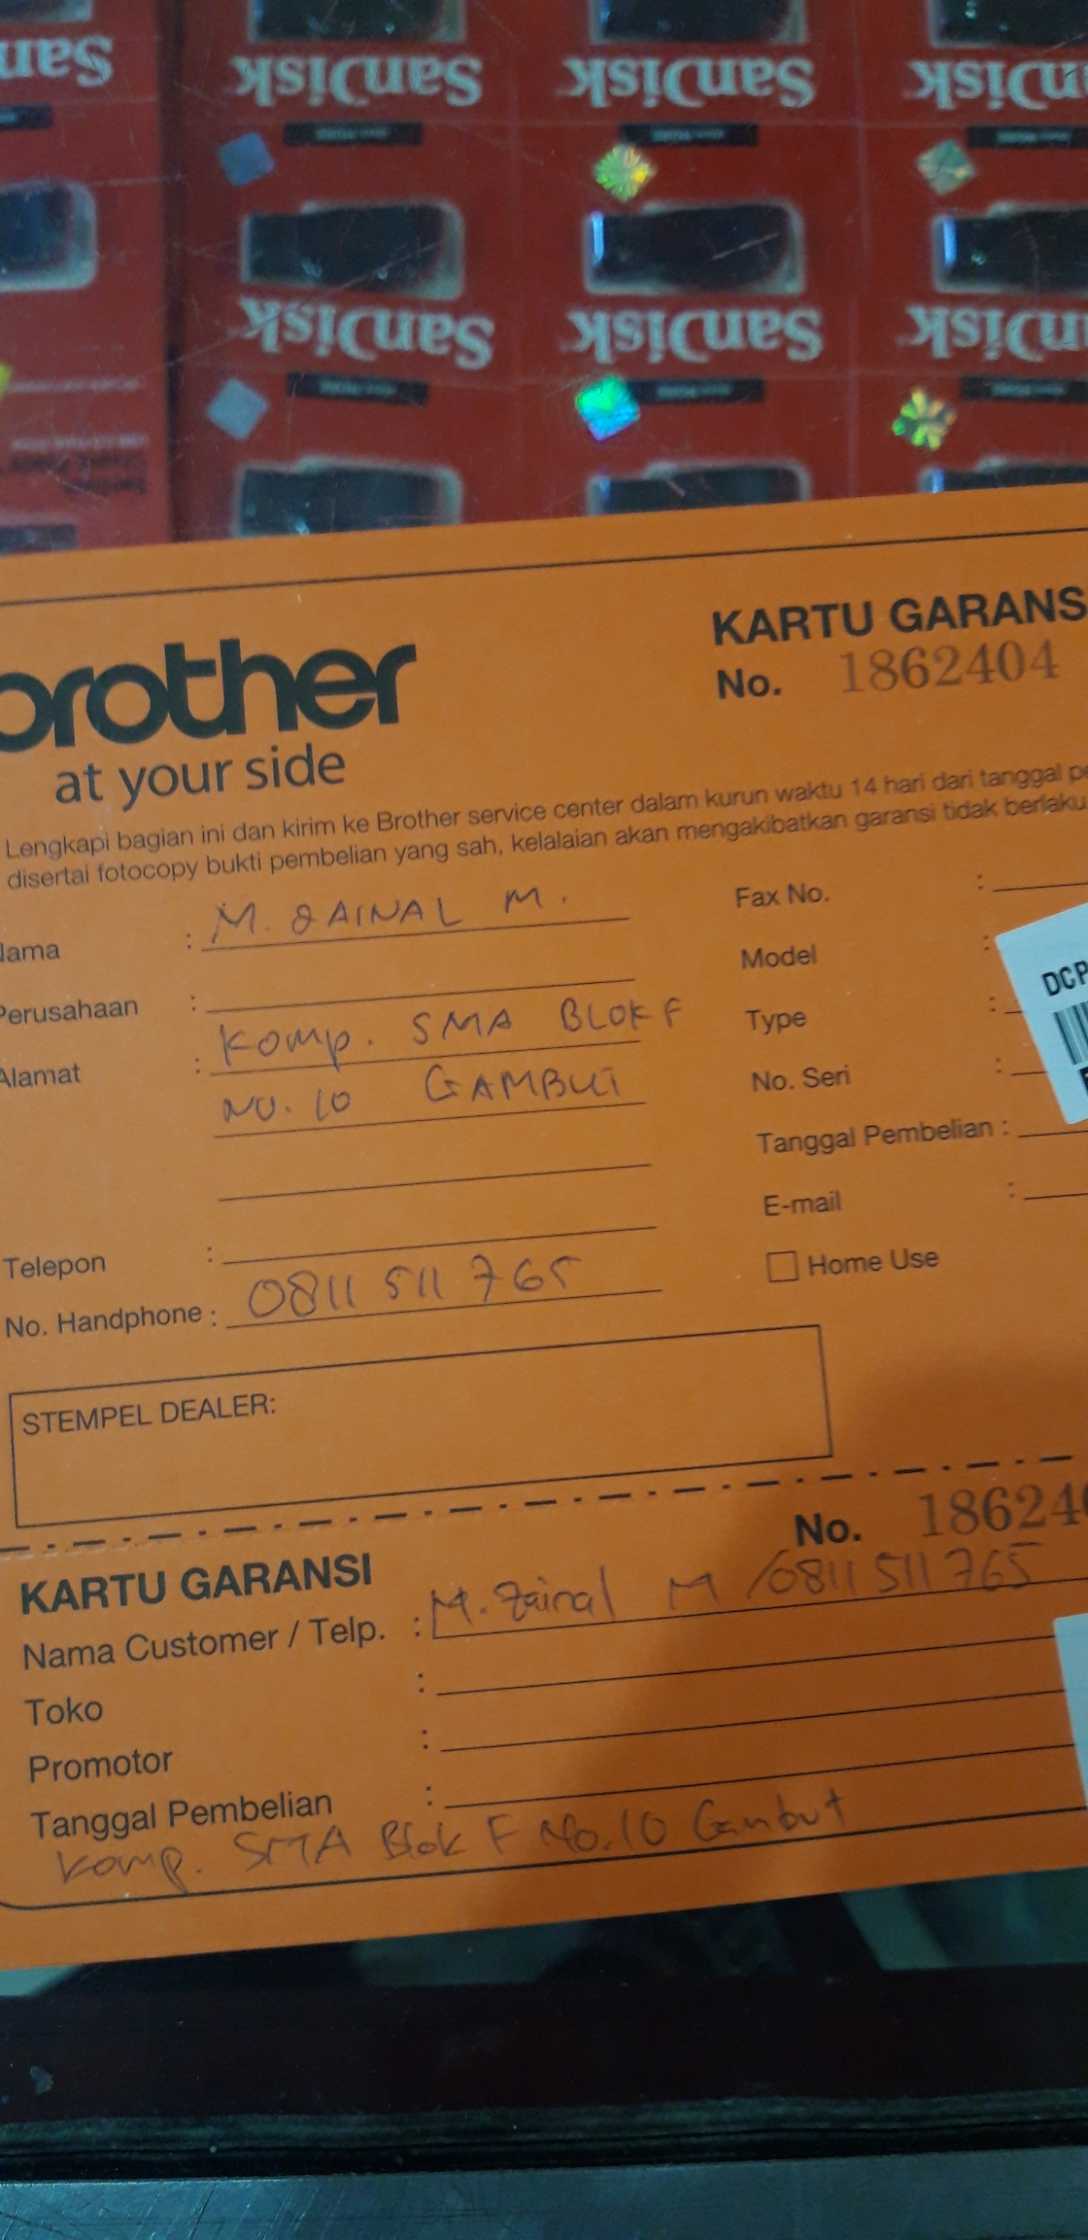 SanDisk SanDisk SanDisk SanDisk
SanDisk SanDisk SanDisk
brother
at your side
KARTU GARANS
No. 1862404
Lengkapi bagian ini dan kirim ke Brother service center dalam kurun waktu 14 hari dari tanggal pe
disertai fotocopy bukti pembelian yang sah, kelalaian akan mengakibatkan garansi tidak berlaku
Nama : M. ZAINAL M.
Perusahaan :
Alamat : Komp. SMA BLOK F
NO. 10 GAMBUT
Telepon :
No. Handphone : 0811 511 765
Fax No. :
Model :
DCP
Type :
No. Seri :
Tanggal Pembelian :
E-mail :
Home Use
STEMPEL DEALER:
No. 186240
KARTU GARANSI
Nama Customer / Telp. : M. Zainal M /0811 511 765
Toko :
Promotor :
Tanggal Pembelian :
Komp. SMA Blok F No. 10 Gambut